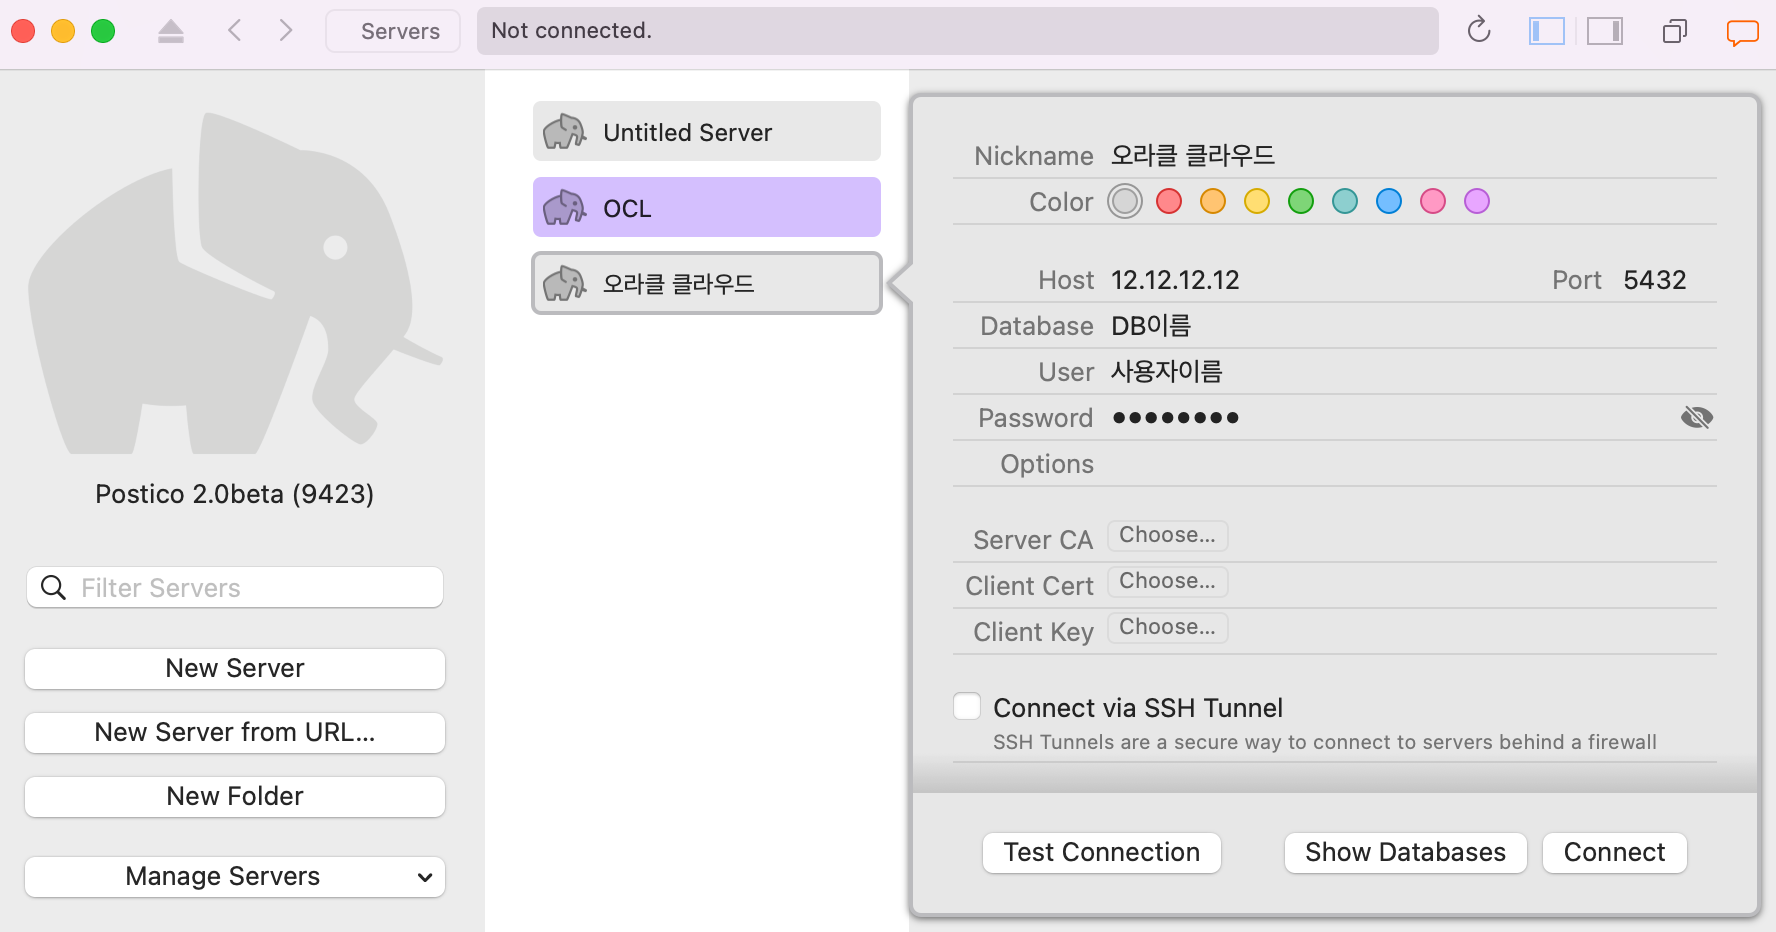 Servers
Not connected.
Postico 2.0beta (9423)
Filter Servers
New Server
New Server from URL...
New Folder
Manage Servers
Untitled Server
OCL
오라클 클라우드
Nickname 오라클 클라우드
Color
Host 12.12.12.12 Port 5432
Database DB이름
User 사용자이름
Password ••••••••
Options
Server CA Choose...
Client Cert Choose...
Client Key Choose...
Connect via SSH Tunnel
SSH Tunnels are a secure way to connect to servers behind a firewall
Test Connection Show Databases Connect